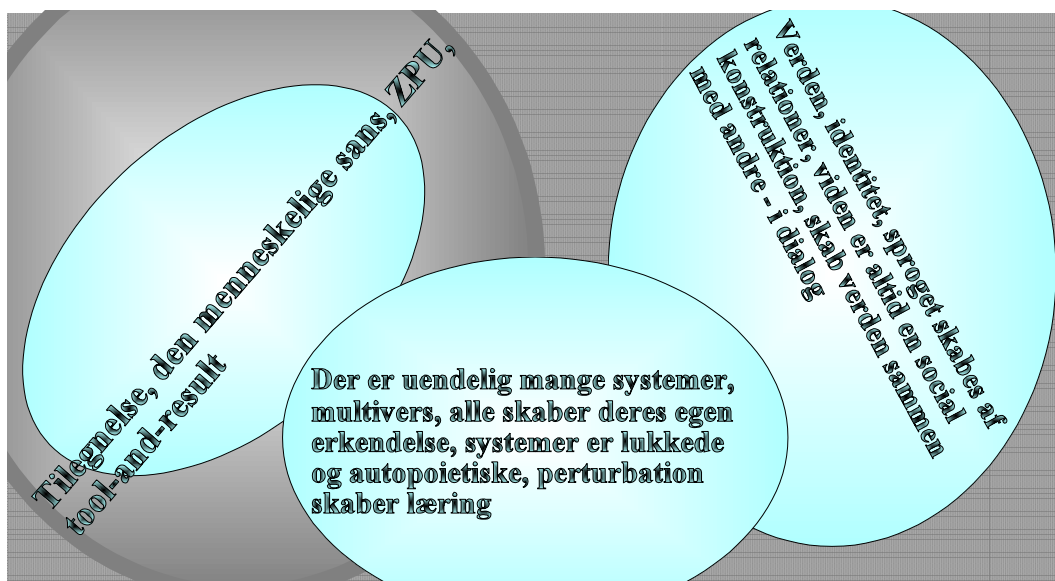 Tilegnelse, den menneskelige sans, ZPU,
tool-and-result
Verden, identitet, sproget skabes af
relationer, viden er altid en social
konstruktion, skab verden sammen
med andre - i dialog
Der er uendelig mange systemer,
multivers, alle skaber deres egen
erkendelse, systemer er lukkede
og autopoietiske, perturbation
skaber læring